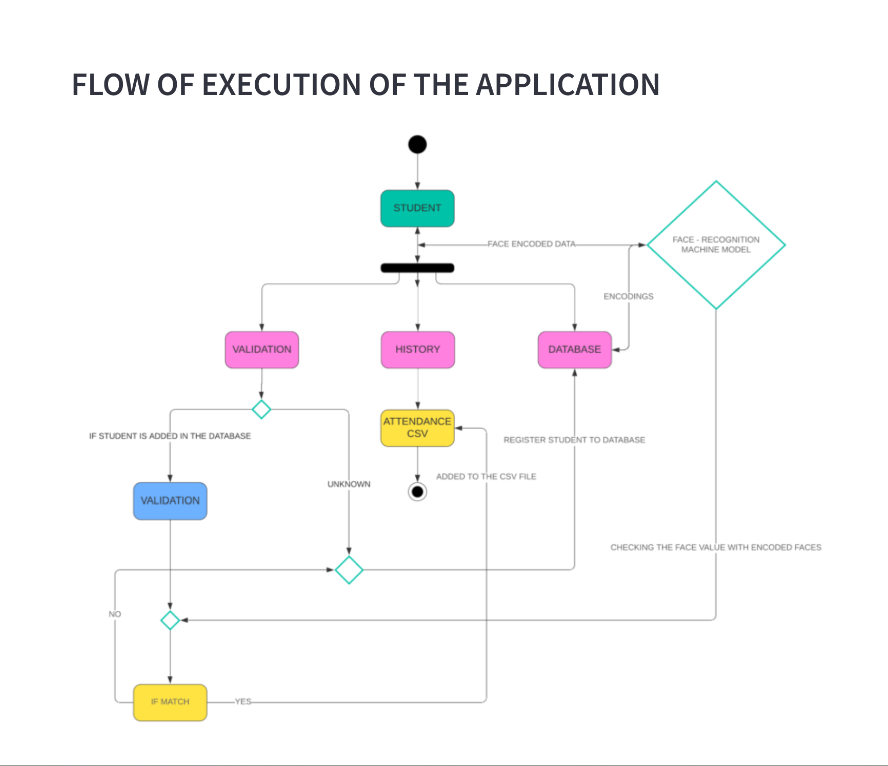 FLOW OF EXECUTION OF THE APPLICATION
STUDENT
FACE ENCODED DATA
FACE - RECOGNITION
MACHINE MODEL
ENCODINGS
VALIDATION
HISTORY
DATABASE
ATTENDANCE
CSV
IF STUDENT IS ADDED IN THE DATABASE
REGISTER STUDENT TO DATABASE
ADDED TO THE CSV FILE
UNKNOWN
VALIDATION
CHECKING THE FACE VALUE WITH ENCODED FACES
NO
IF MATCH
YES